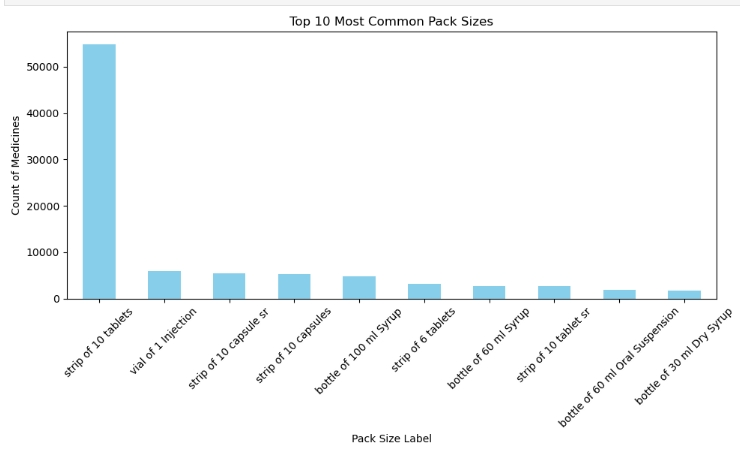 Top 10 Most Common Pack Sizes
Count of Medicines
50000
40000
30000
20000
10000
0
strip of 10 tablets
vial of 1 Injection
strip of 10 capsule sr
strip of 10 capsules
bottle of 100 ml Syrup
strip of 6 tablets
bottle of 60 ml Syrup
strip of 10 tablet sr
bottle of 60 ml Oral Suspension
bottle of 30 ml Dry Syrup
Pack Size Label